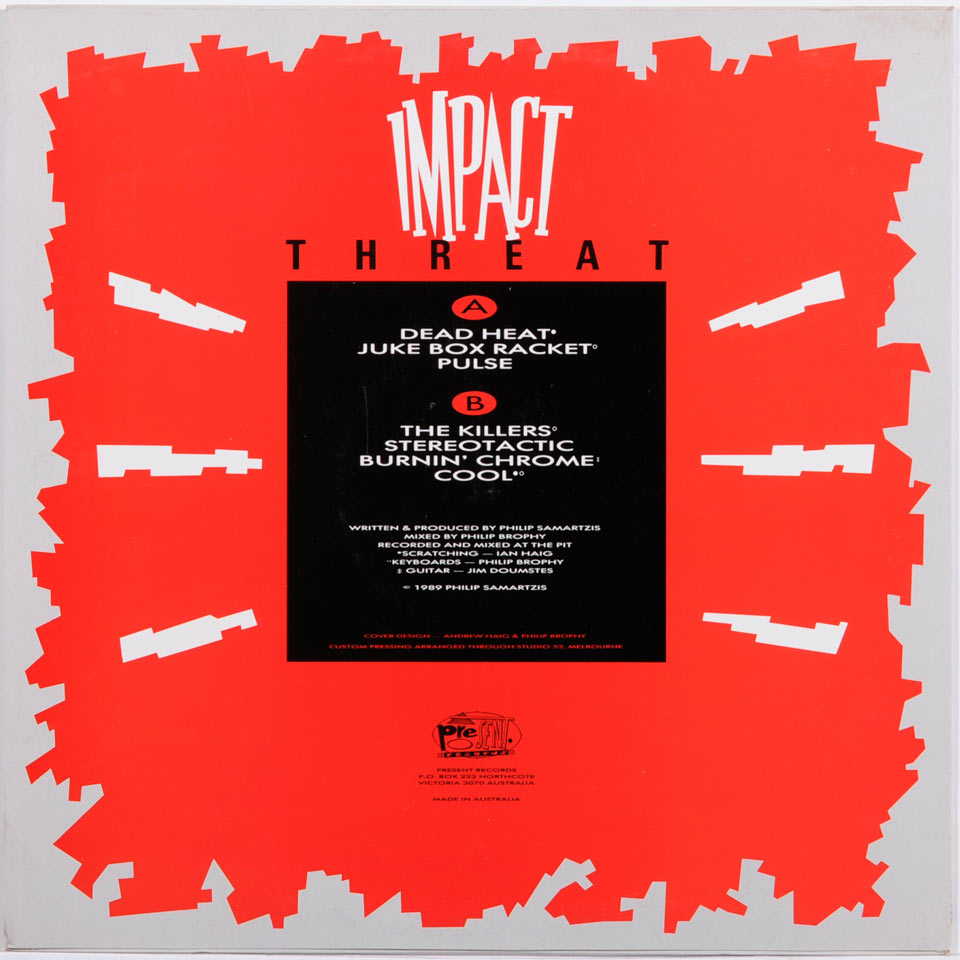 IMPACT
THREAT
A
DEAD HEAT•
JUKE BOX RACKET°
PULSE
B
THE KILLERS°
STEREOTACTIC
BURNIN' CHROME‡
COOL•°
WRITTEN & PRODUCED BY PHILIP SAMARTZIS
MIXED BY PHILIP BROPHY
RECORDED AND MIXED AT THE PIT
•SCRATCHING — IAN HAIG
°KEYBOARDS — PHILIP BROPHY
‡ GUITAR — JIM DOUMSTES
© 1989 PHILIP SAMARTZIS
COVER DESIGN — ANDREW HAIG & PHILIP BROPHY
CUSTOM PRESSING ARRANGED THROUGH STUDIO 52, MELBOURNE
PRESENT.
RECORDS
PRESENT RECORDS
P.O. BOX 222 NORTHCOTE
VICTORIA 3070 AUSTRALIA
MADE IN AUSTRALIA